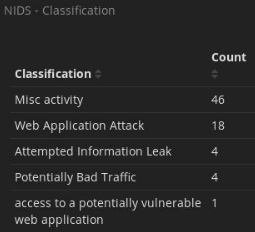 NIDS - Classification
Count
Classification
Misc activity 46
Web Application Attack 18
Attempted Information Leak 4
Potentially Bad Traffic 4
access to a potentially vulnerable 1
web application